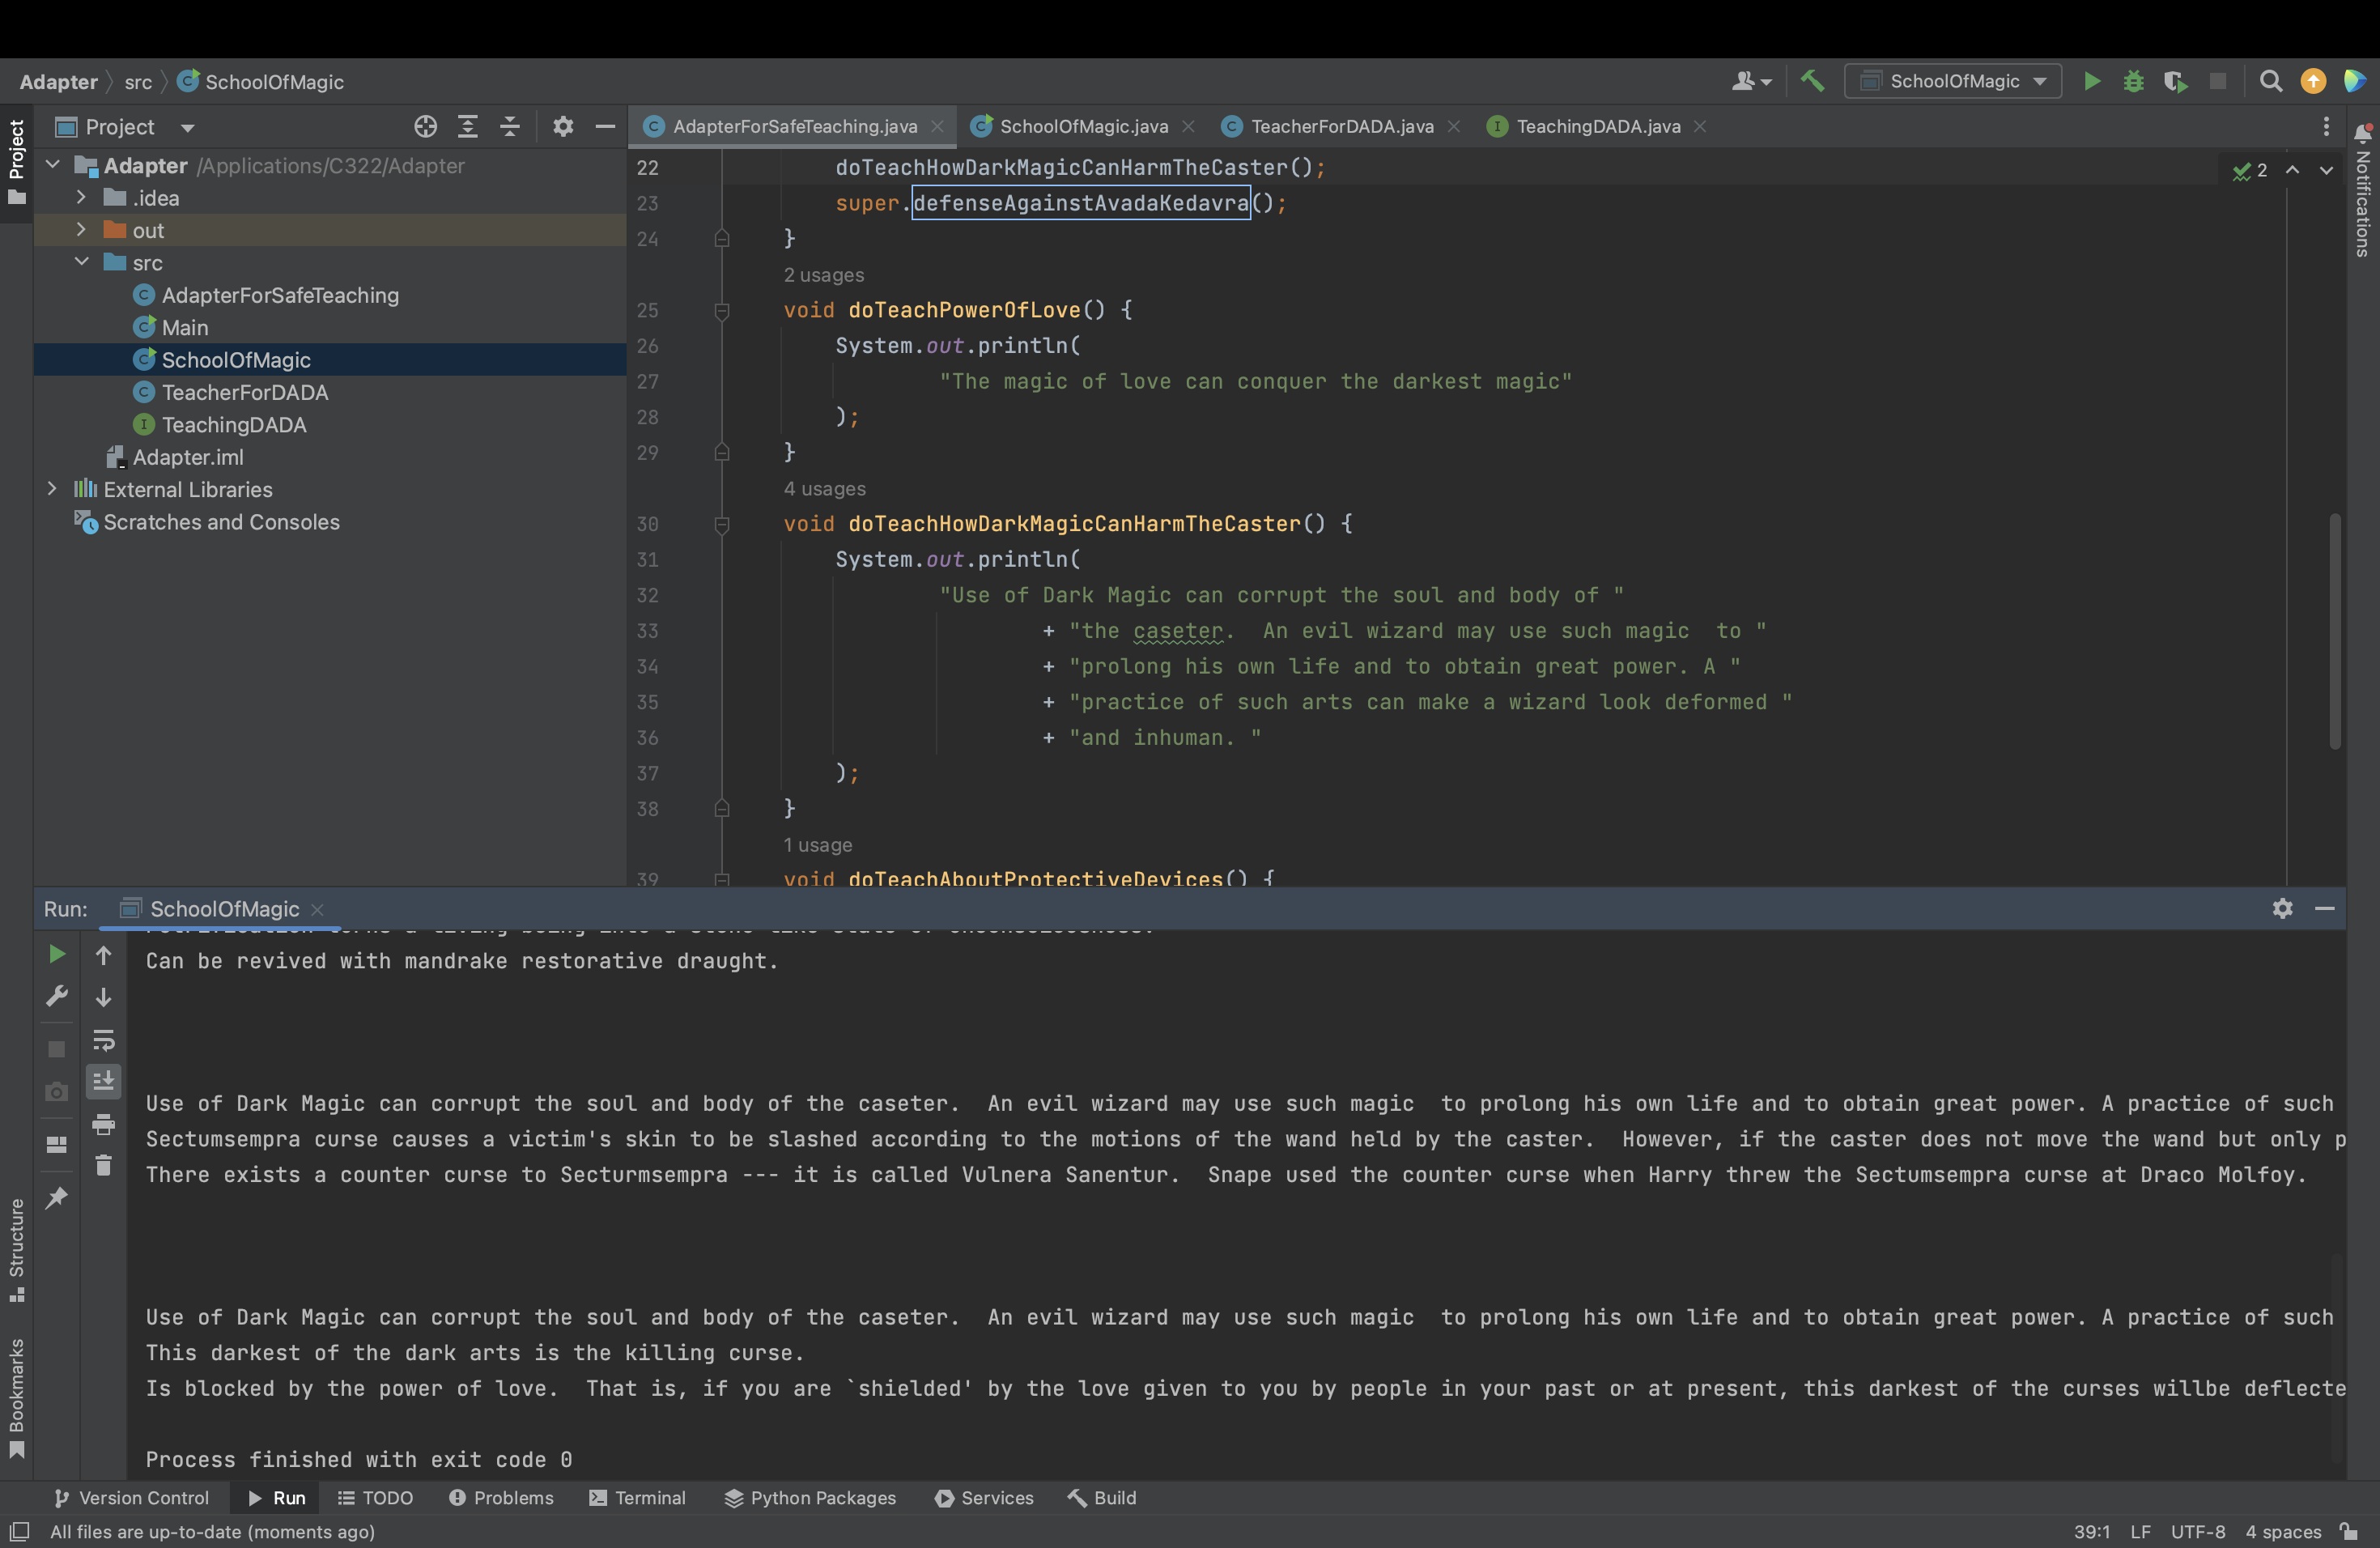 Adapter src SchoolOfMagic
SchoolOfMagic
Project
Project
Adapter /Applications/C322/Adapter
.idea
out
src
AdapterForSafeTeaching
Main
SchoolOfMagic
TeacherForDADA
TeachingDADA
Adapter.iml
External Libraries
Scratches and Consoles
AdapterForSafeTeaching.java SchoolOfMagic.java TeacherForDADA.java TeachingDADA.java
Notifications
2
22 doTeachHowDarkMagicCanHarmTheCaster();
23 super.defenseAgainstAvadaKedavra();
24 }
2 usages
25 void doTeachPowerOfLove() {
26 System.out.println(
27 "The magic of love can conquer the darkest magic"
28 );
29 }
4 usages
30 void doTeachHowDarkMagicCanHarmTheCaster() {
31 System.out.println(
32 "Use of Dark Magic can corrupt the soul and body of "
33 + "the caseter.  An evil wizard may use such magic  to "
34 + "prolong his own life and to obtain great power. A "
35 + "practice of such arts can make a wizard look deformed "
36 + "and inhuman. "
37 );
38 }
1 usage
39 void doTeachAboutProtectiveDevices() {
Run: SchoolOfMagic
Petrification turns a living being into a stone like state of unconsciousness.
Can be revived with mandrake restorative draught.
Use of Dark Magic can corrupt the soul and body of the caseter.  An evil wizard may use such magic  to prolong his own life and to obtain great power. A practice of such
Sectumsempra curse causes a victim's skin to be slashed according to the motions of the wand held by the caster.  However, if the caster does not move the wand but only p
There exists a counter curse to Secturmsempra --- it is called Vulnera Sanentur.  Snape used the counter curse when Harry threw the Sectumsempra curse at Draco Molfoy.
Use of Dark Magic can corrupt the soul and body of the caseter.  An evil wizard may use such magic  to prolong his own life and to obtain great power. A practice of such
This darkest of the dark arts is the killing curse.
Is blocked by the power of love.  That is, if you are `shielded' by the love given to you by people in your past or at present, this darkest of the curses willbe deflecte
Process finished with exit code 0
Structure
Bookmarks
Version Control Run TODO Problems Terminal Python Packages Services Build
All files are up-to-date (moments ago)
39:1 LF UTF-8 4 spaces